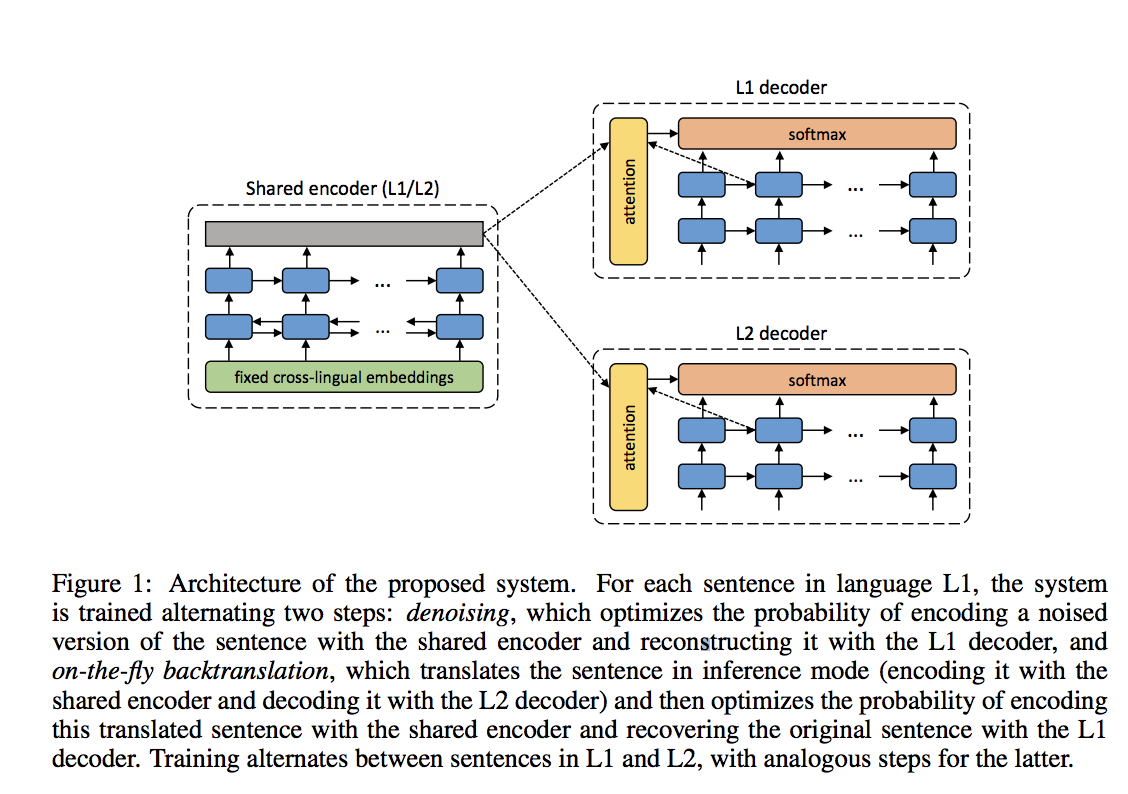 L1 decoder
softmax
attention
...
...
Shared encoder (L1/L2)
...
...
fixed cross-lingual embeddings
L2 decoder
softmax
attention
...
...
Figure 1: Architecture of the proposed system. For each sentence in language L1, the system
is trained alternating two steps: denoising, which optimizes the probability of encoding a noised
version of the sentence with the shared encoder and reconstructing it with the L1 decoder, and
on-the-fly backtranslation, which translates the sentence in inference mode (encoding it with the
shared encoder and decoding it with the L2 decoder) and then optimizes the probability of encoding
this translated sentence with the shared encoder and recovering the original sentence with the L1
decoder. Training alternates between sentences in L1 and L2, with analogous steps for the latter.